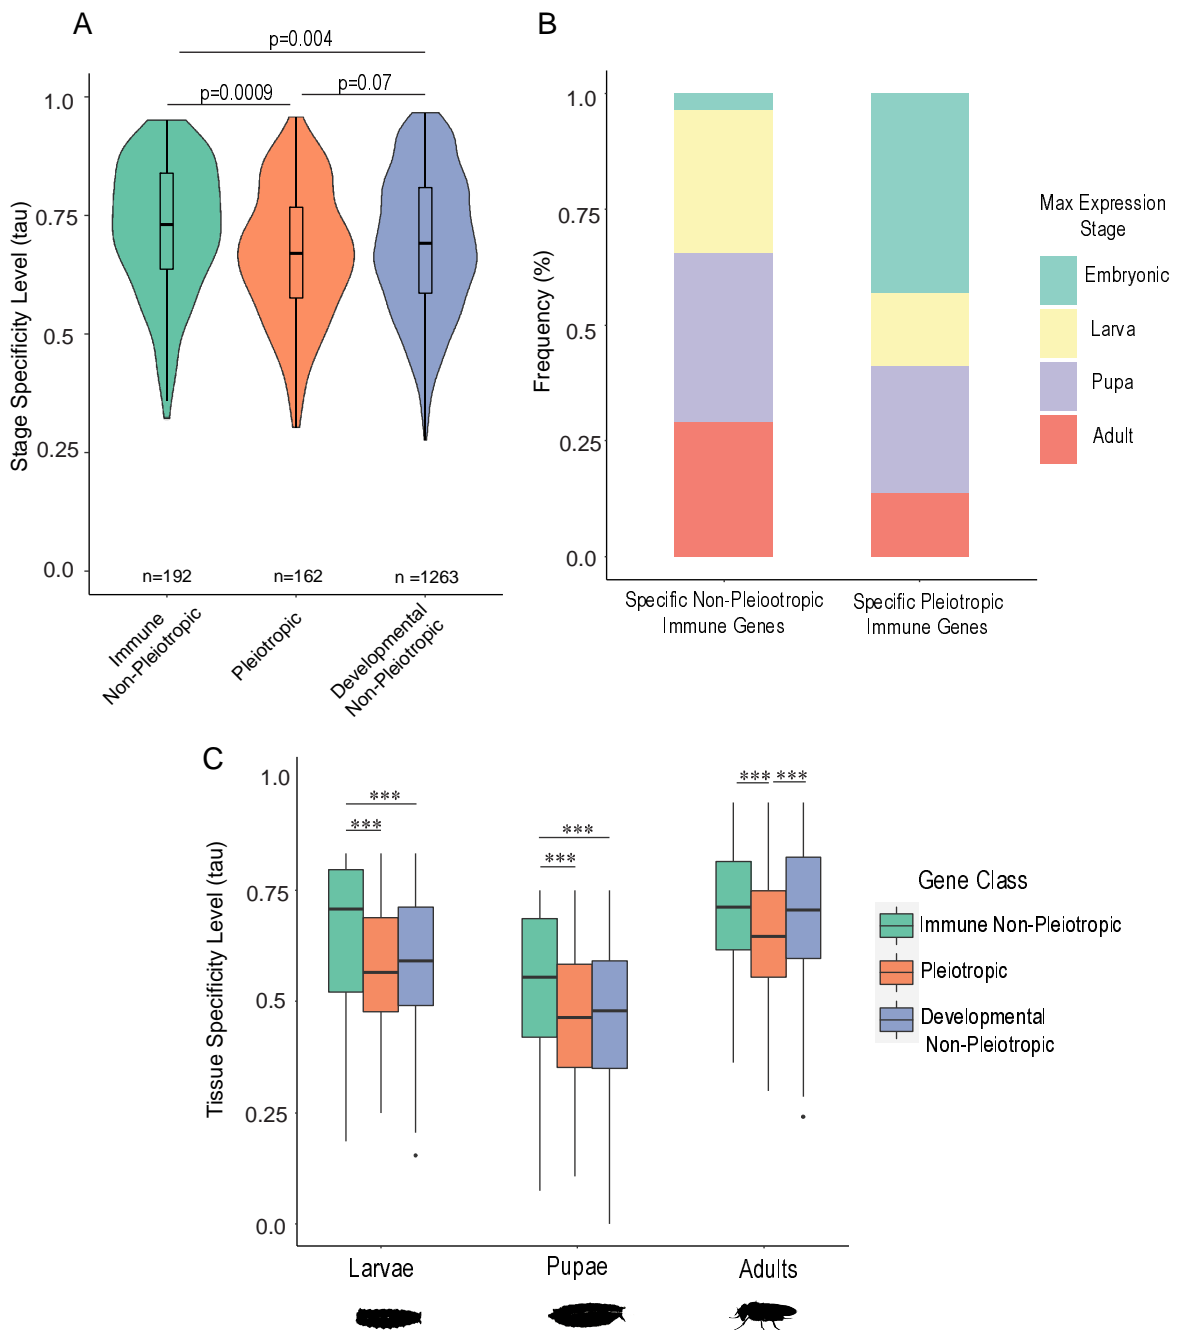 A
B
p=0.004
p=0.0009
p=0.07
1.0
0.75
0.5
0.25
0.0
Stage Specificity Level (tau)
n=192
n=162
n =1263
Immune
Non-Pleiotropic
Pleiotropic
Developmental
Non-Pleiotropic
1.0
0.75
0.5
0.25
0.0
Frequency (%)
Specific Non-Pleiootropic
Immune Genes
Specific Pleiotropic
Immune Genes
Max Expression
Stage
Embryonic
Larva
Pupa
Adult
C
1.0
0.75
0.5
0.25
0.0
Tissue Specificity Level (tau)
***
***
***
***
*** ***
Larvae
Pupae
Adults
Gene Class
Immune Non-Pleiotropic
Pleiotropic
Developmental
Non-Pleiotropic